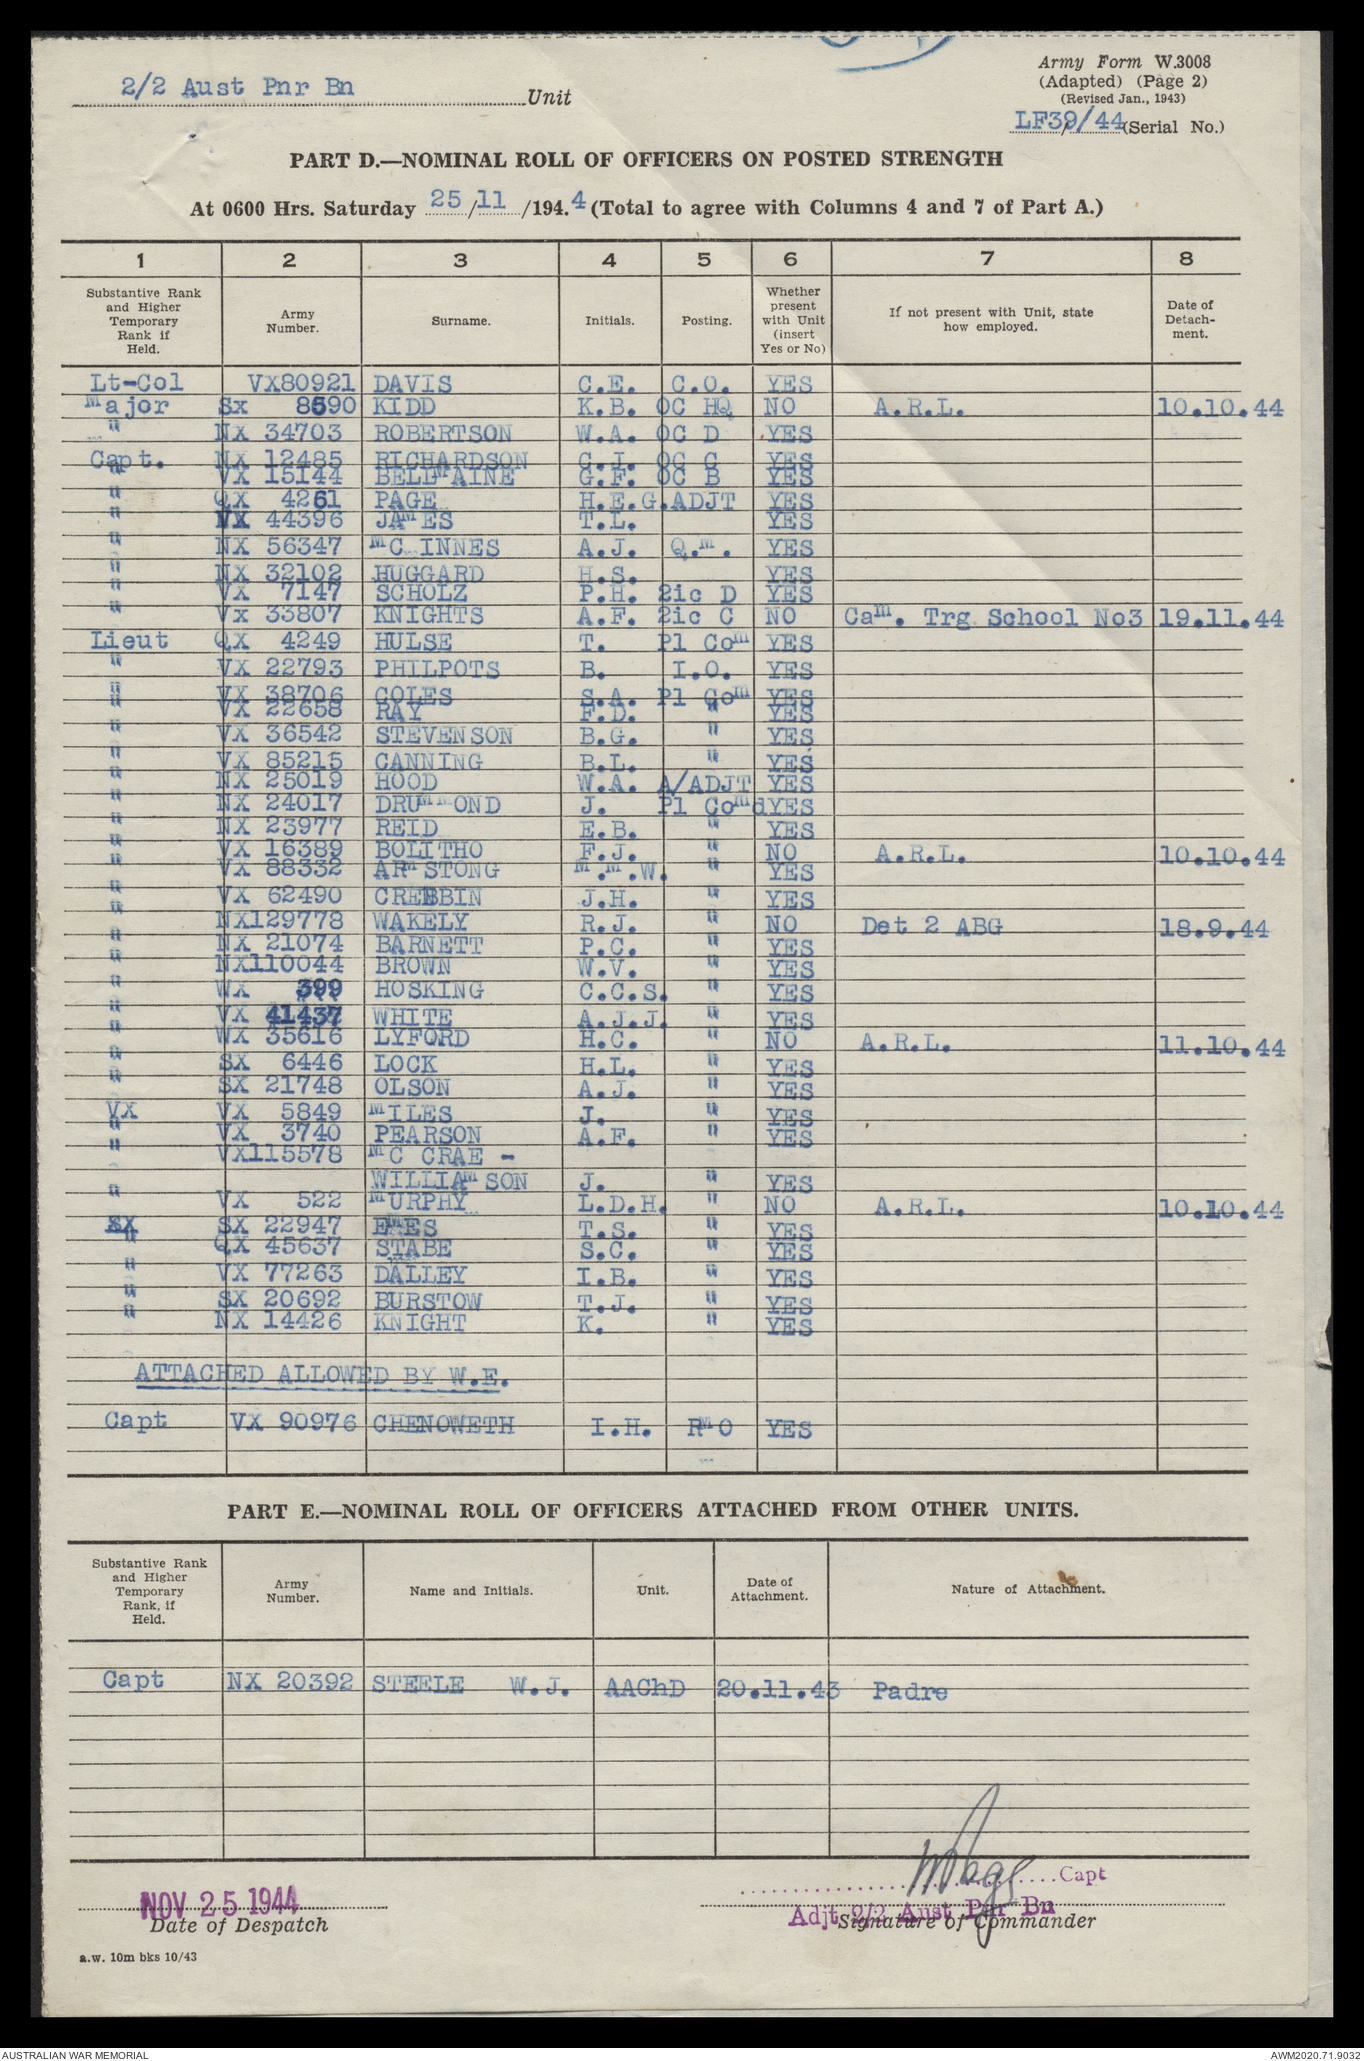 Army Form W.3008
2/2 Aust Pnr Bn Unit (Adapted) (Page 2)
(Revised Jan., 1943)
LF39/44 (Serial No.)
PART D.—NOMINAL ROLL OF OFFICERS ON POSTED STRENGTH
At 0600 Hrs. Saturday 25/11/194.4 (Total to agree with Columns 4 and 7 of Part A.)
1 2 3 4 5 6 7 8
Substantive Rank and Higher Temporary Rank if Held. Army Number. Surname. Initials. Posting. Whether present with Unit (insert Yes or No) If not present with Unit, state how employed. Date of Detach-ment.
Lt-Col VX80921 DAVIS C.E. C.O. YES
Major Sx 8590 KIDD K.B. OC HQ NO A.R.L. 10.10.44
" NX 34703 ROBERTSON W.A. OC D YES
Capt. NX 12485 RICHARDSON C.J. OC C YES
" VX 15144 BELLMAINE G.F. OC B YES
" QX 4261 PAGE H.E.G. ADJT YES
" VX 44396 JAMES T.L. YES
" NX 56347 MC INNES A.J. Q.M. YES
" NX 32102 HUGGARD H.S. YES
" VX 7147 SCHOLZ P.H. 2ic D YES
" Vx 33807 KNIGHTS A.F. 2ic C NO Cam. Trg School No3 19.11.44
Lieut QX 4249 HULSE T. Pl Com YES
" VX 22793 PHILPOTS B. I.O. YES
" VX 38706 COLES S.A. Pl Com YES
" VX 22658 RAY F.D. " YES
" VX 36542 STEVENSON B.G. " YES
" VX 85215 CANNING B.L. " YES
" NX 25019 HOOD W.A. A/ADJT YES
" NX 24017 DRUMMOND J. Pl Comd YES
" NX 23977 REID E.B. " YES
" VX 16389 BOLITHO F.J. " NO A.R.L. 10.10.44
" VX 88332 ARMSTONG M.M.W. " YES
" VX 62490 CREBBIN J.H. " YES
" NX129778 WAKELY R.J. " NO Det 2 ABG 18.9.44
" NX 21074 BARNETT P.C. " YES
" NX110044 BROWN W.V. " YES
" WX 399 HOSKING C.C.S. " YES
" VX 41437 WHITE A.J.J. " YES
" WX 35616 LYFORD H.C. " NO A.R.L. 11.10.44
" SX 6446 LOCK H.L. " YES
" SX 21748 OLSON A.J. " YES
VX VX 5849 MILES J. " YES
" VX 3740 PEARSON A.F. " YES
" VX115578 MC CRAE -
WILLIAMSON J. " YES
" VX 522 MURPHY L.D.H. " NO A.R.L. 10.10.44
SX SX 22947 EMES T.S. " YES
" QX 45637 STABE S.C. " YES
" VX 77263 DALLEY I.B. " YES
" SX 20692 BURSTOW T.J. " YES
" NX 14426 KNIGHT K. " YES
ATTACHED ALLOWED BY W.E.
Capt VX 90976 CHENOWETH I.H. RMO YES
PART E.—NOMINAL ROLL OF OFFICERS ATTACHED FROM OTHER UNITS.
Substantive Rank and Higher Temporary Rank, if Held. Army Number. Name and Initials. Unit. Date of Attachment. Nature of Attachment.
Capt NX 20392 STEELE W.J. AAChD 20.11.43 Padre
Capt
NOV 25 1944 Adjt 2/2 Aust Pnr Bn
Date of Despatch Signature of Commander
a.w. 10m bks 10/43
AUSTRALIAN WAR MEMORIAL AWM2020.71.9032